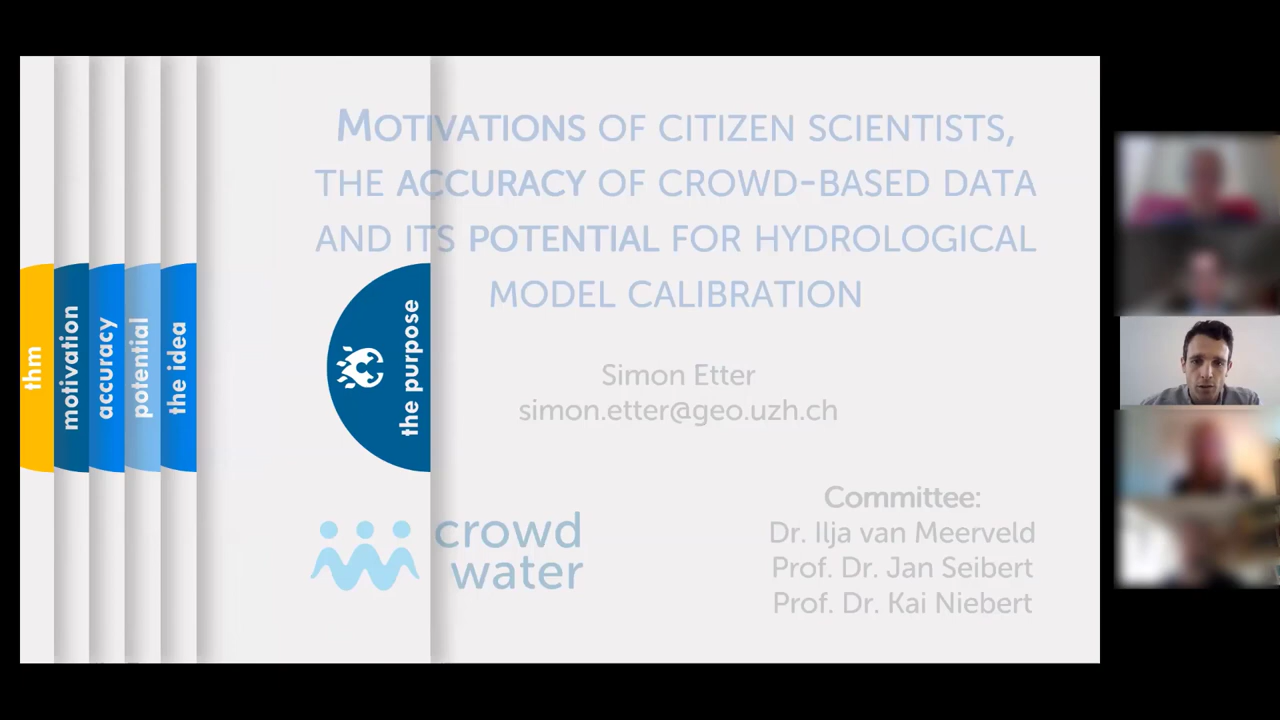 MOTIVATIONS OF CITIZEN SCIENTISTS,
THE ACCURACY OF CROWD-BASED DATA
AND ITS POTENTIAL FOR HYDROLOGICAL
MODEL CALIBRATION
Simon Etter
simon.etter@geo.uzh.ch
thm
motivation
accuracy
potential
the idea
the purpose
crowd
water
Committee:
Dr. Ilja van Meerveld
Prof. Dr. Jan Seibert
Prof. Dr. Kai Niebert